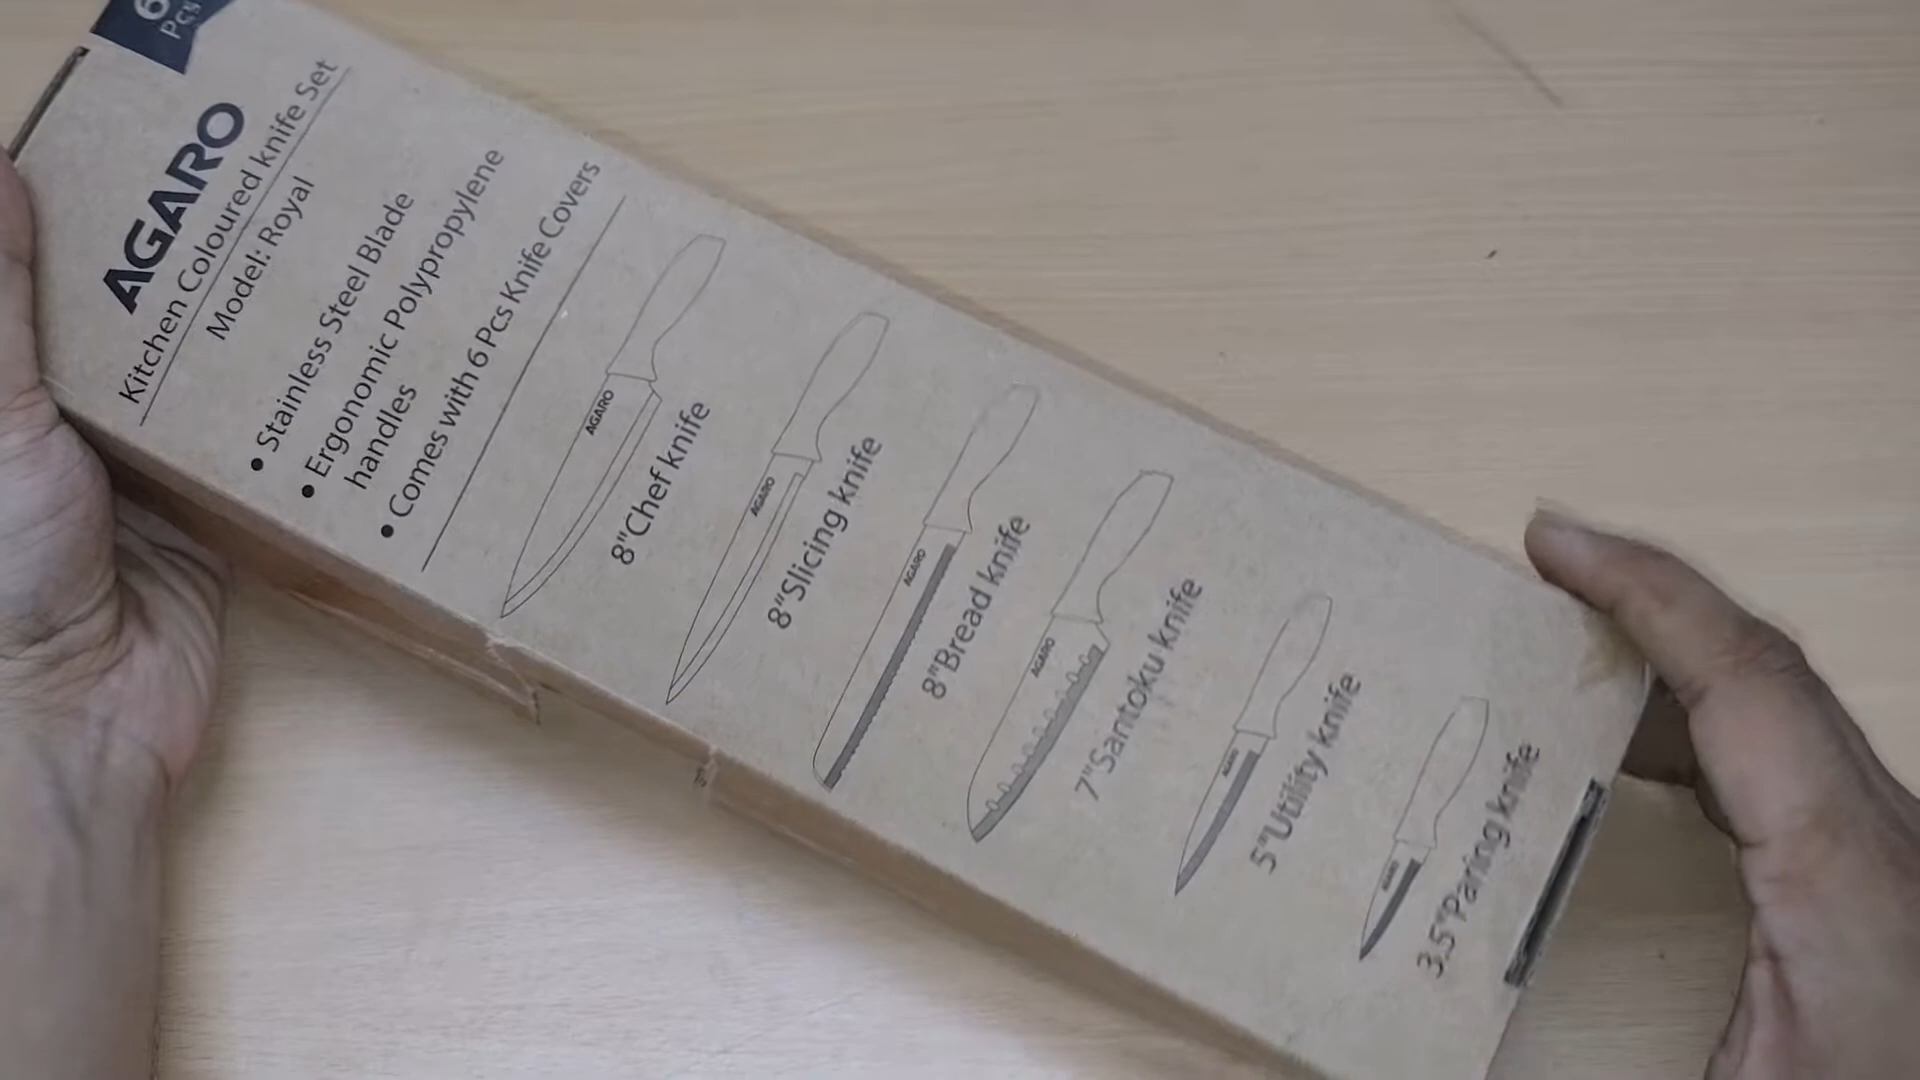 6
Pcs
AGARO
Kitchen Coloured knife Set
Model: Royal
• Stainless Steel Blade
• Ergonomic Polypropylene
handles
• Comes with 6 Pcs Knife Covers
AGARO
8"Chef knife
AGARO
8"Slicing knife
AGARO
8"Bread knife
AGARO
7"Santoku knife
AGARO
5"Utility knife
AGARO
3.5"Paring knife